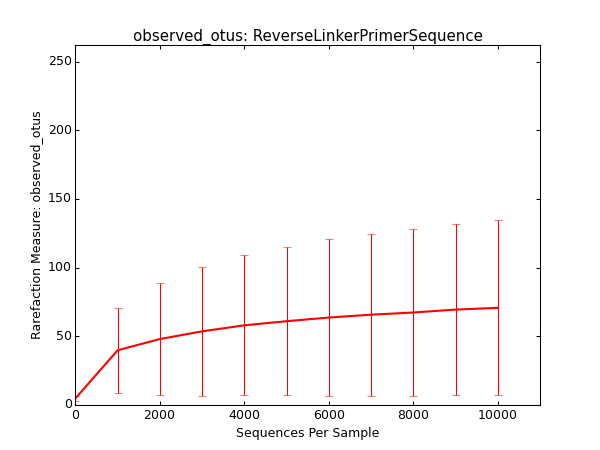 observed_otus: ReverseLinkerPrimerSequence
250
200
150
100
50
0
Rarefaction Measure: observed_otus
0 2000 4000 6000 8000 10000
Sequences Per Sample